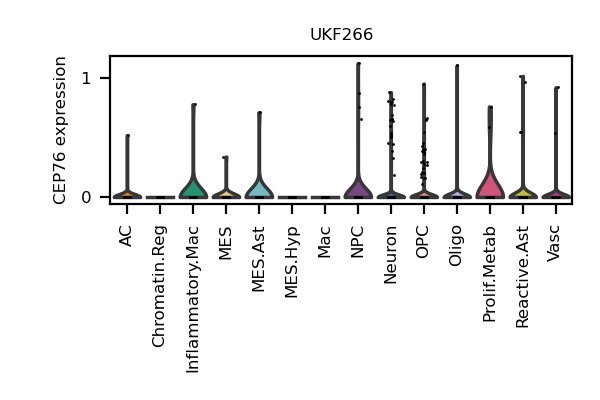 UKF266
CEP76 expression
1
0
AC
Chromatin.Reg
Inflammatory.Mac
MES
MES.Ast
MES.Hyp
Mac
NPC
Neuron
OPC
Oligo
Prolif.Metab
Reactive.Ast
Vasc